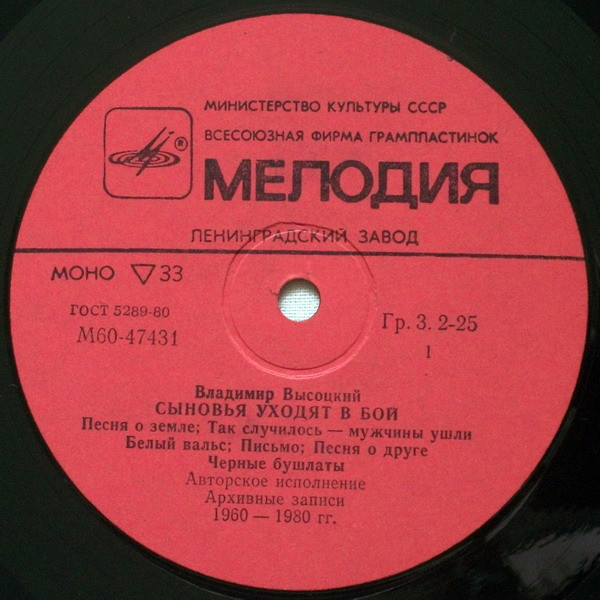 МИНИСТЕРСТВО КУЛЬТУРЫ СССР
ВСЕСОЮЗНАЯ ФИРМА ГРАМПЛАСТИНОК
®
МЕЛОДИЯ
ЛЕНИНГРАДСКИЙ ЗАВОД
МОНО ▽ 33
ГОСТ 5289-80
М60-47431
Гр. 3. 2-25
1
Владимир Высоцкий
СЫНОВЬЯ УХОДЯТ В БОЙ
Песня о земле; Так случилось — мужчины ушли
Белый вальс; Письмо; Песня о друге
Черные бушлаты
Авторское исполнение
Архивные записи
1960 — 1980 гг.